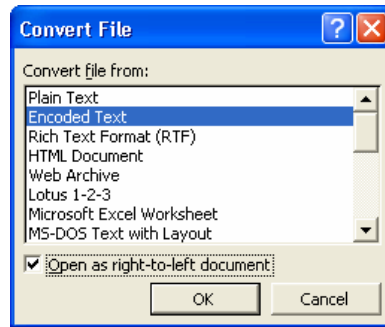 Convert File
Convert file from:
Plain Text
Encoded Text
Rich Text Format (RTF)
HTML Document
Web Archive
Lotus 1-2-3
Microsoft Excel Worksheet
MS-DOS Text with Layout
Open as right-to-left document
OK Cancel